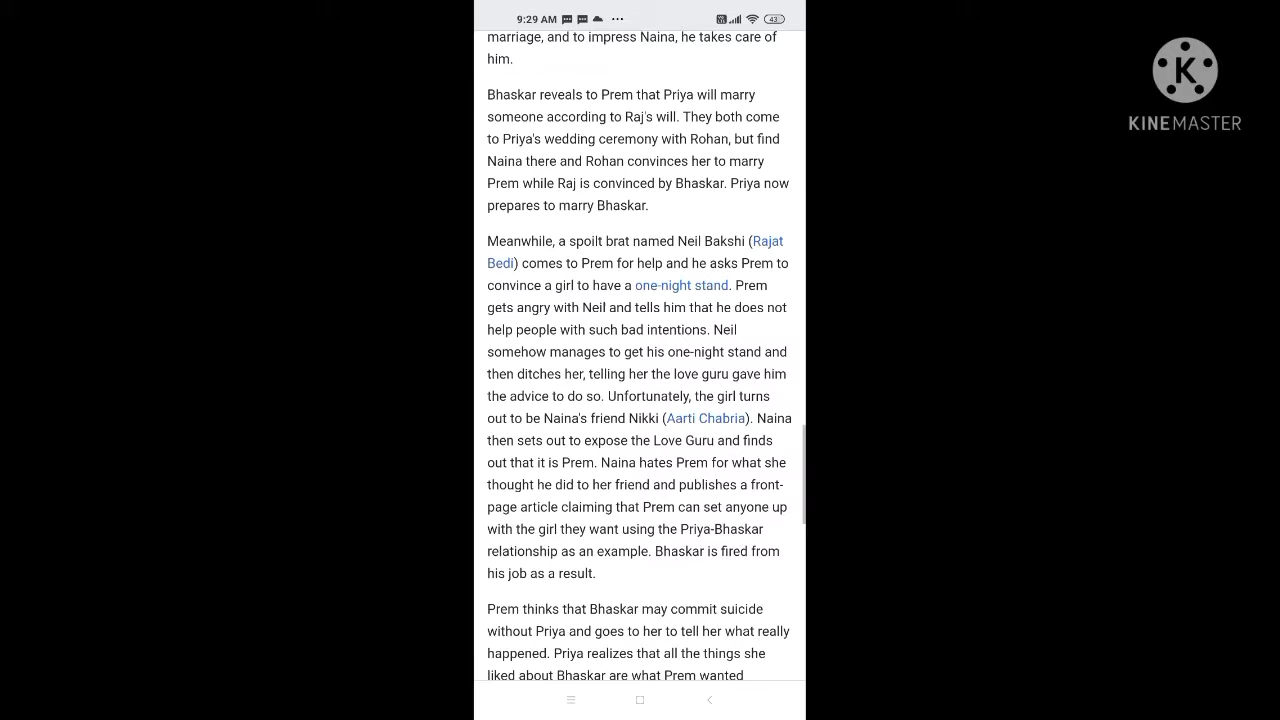 9:29 AM
43
marriage, and to impress Naina, he takes care of
him.
Bhaskar reveals to Prem that Priya will marry
someone according to Raj's will. They both come
to Priya's wedding ceremony with Rohan, but find
Naina there and Rohan convinces her to marry
Prem while Raj is convinced by Bhaskar. Priya now
prepares to marry Bhaskar.
Meanwhile, a spoilt brat named Neil Bakshi (Rajat
Bedi) comes to Prem for help and he asks Prem to
convince a girl to have a one-night stand. Prem
gets angry with Neil and tells him that he does not
help people with such bad intentions. Neil
somehow manages to get his one-night stand and
then ditches her, telling her the love guru gave him
the advice to do so. Unfortunately, the girl turns
out to be Naina's friend Nikki (Aarti Chabria). Naina
then sets out to expose the Love Guru and finds
out that it is Prem. Naina hates Prem for what she
thought he did to her friend and publishes a front-
page article claiming that Prem can set anyone up
with the girl they want using the Priya-Bhaskar
relationship as an example. Bhaskar is fired from
his job as a result.
Prem thinks that Bhaskar may commit suicide
without Priya and goes to her to tell her what really
happened. Priya realizes that all the things she
liked about Bhaskar are what Prem wanted
K
KINEMASTER